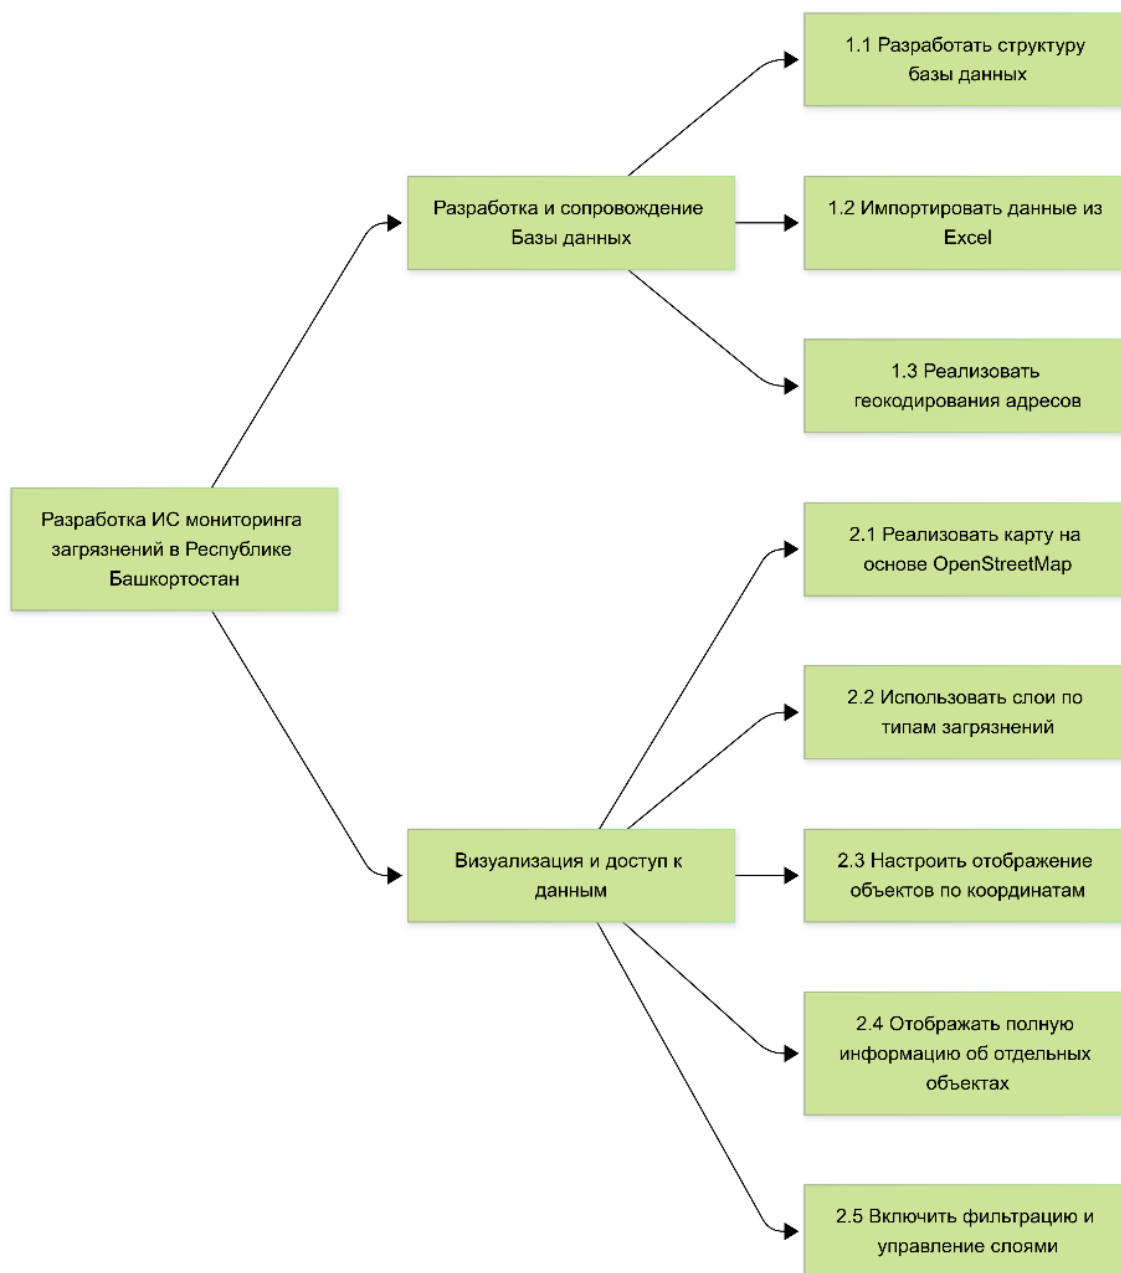 1.1 Разработать структуру
базы данных
Разработка и сопровождение
Базы данных
1.2 Импортировать данные из
Excel
1.3 Реализовать
геокодирования адресов
Разработка ИС мониторинга
загрязнений в Республике
Башкортостан
2.1 Реализовать карту на
основе OpenStreetMap
2.2 Использовать слои по
типам загрязнений
Визуализация и доступ к
данным
2.3 Настроить отображение
объектов по координатам
2.4 Отображать полную
информацию об отдельных
объектах
2.5 Включить фильтрацию и
управление слоями